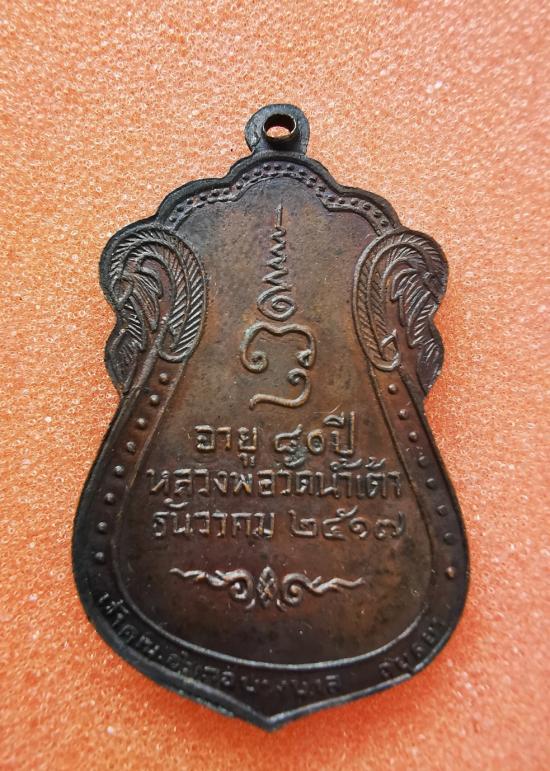 อายุ ๘๐ปี
หลวงพ่อวัดน้ำเต้า
ธันวาคม ๒๕๑๗